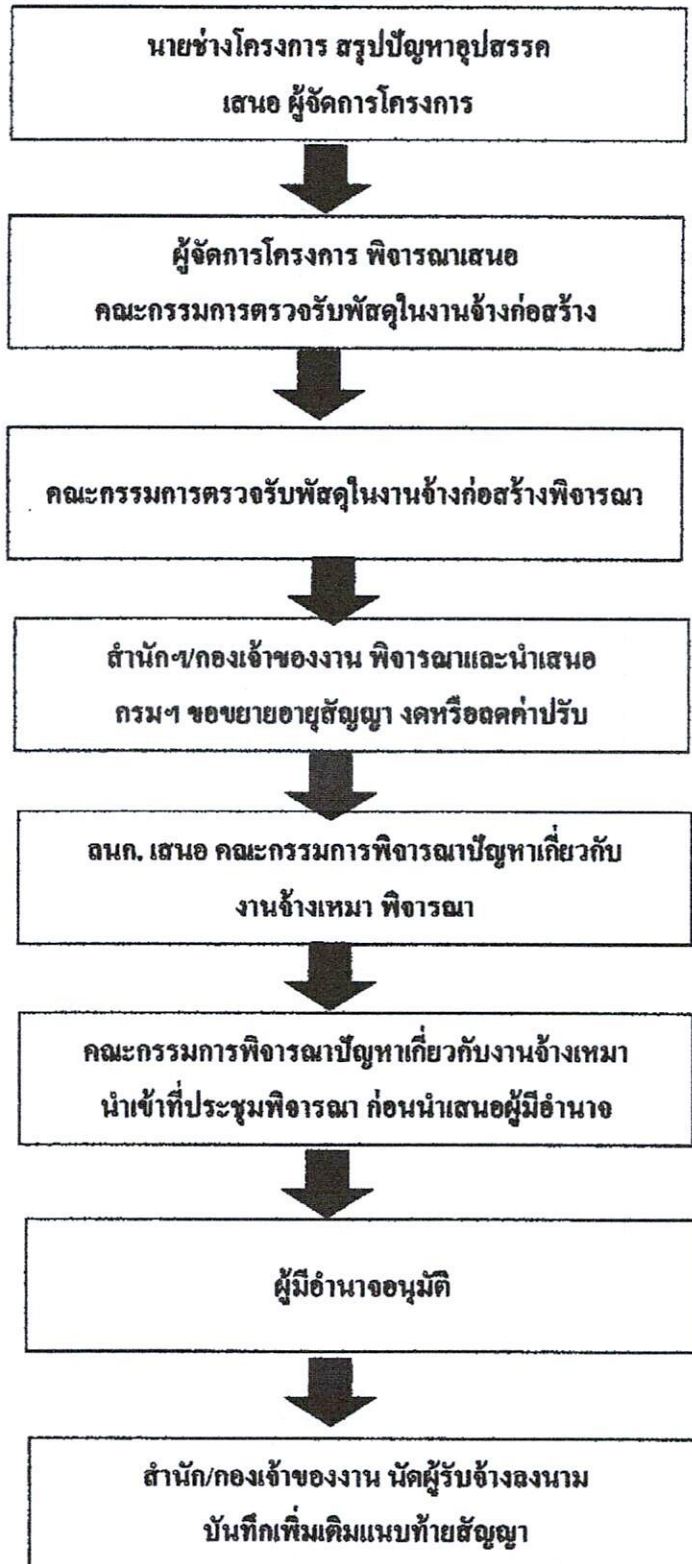 นายช่างโครงการ สรุปปัญหาอุปสรรค
เสนอ ผู้จัดการโครงการ
ผู้จัดการโครงการ พิจารณาเสนอ
คณะกรรมการตรวจรับพัสดุในงานจ้างก่อสร้าง
คณะกรรมการตรวจรับพัสดุในงานจ้างก่อสร้างพิจารณา
สำนักฯ/กองเจ้าของงาน พิจารณาและนำเสนอ
กรมฯ ขอขยายอายุสัญญา งดหรือลดค่าปรับ
ลนก. เสนอ คณะกรรมการพิจารณาปัญหาเกี่ยวกับ
งานจ้างเหมา พิจารณา
คณะกรรมการพิจารณาปัญหาเกี่ยวกับงานจ้างเหมา
นำเข้าที่ประชุมพิจารณา ก่อนนำเสนอผู้มีอำนาจ
ผู้มีอำนาจอนุมัติ
สำนัก/กองเจ้าของงาน นัดผู้รับจ้างลงนาม
บันทึกเพิ่มเติมแนบท้ายสัญญา